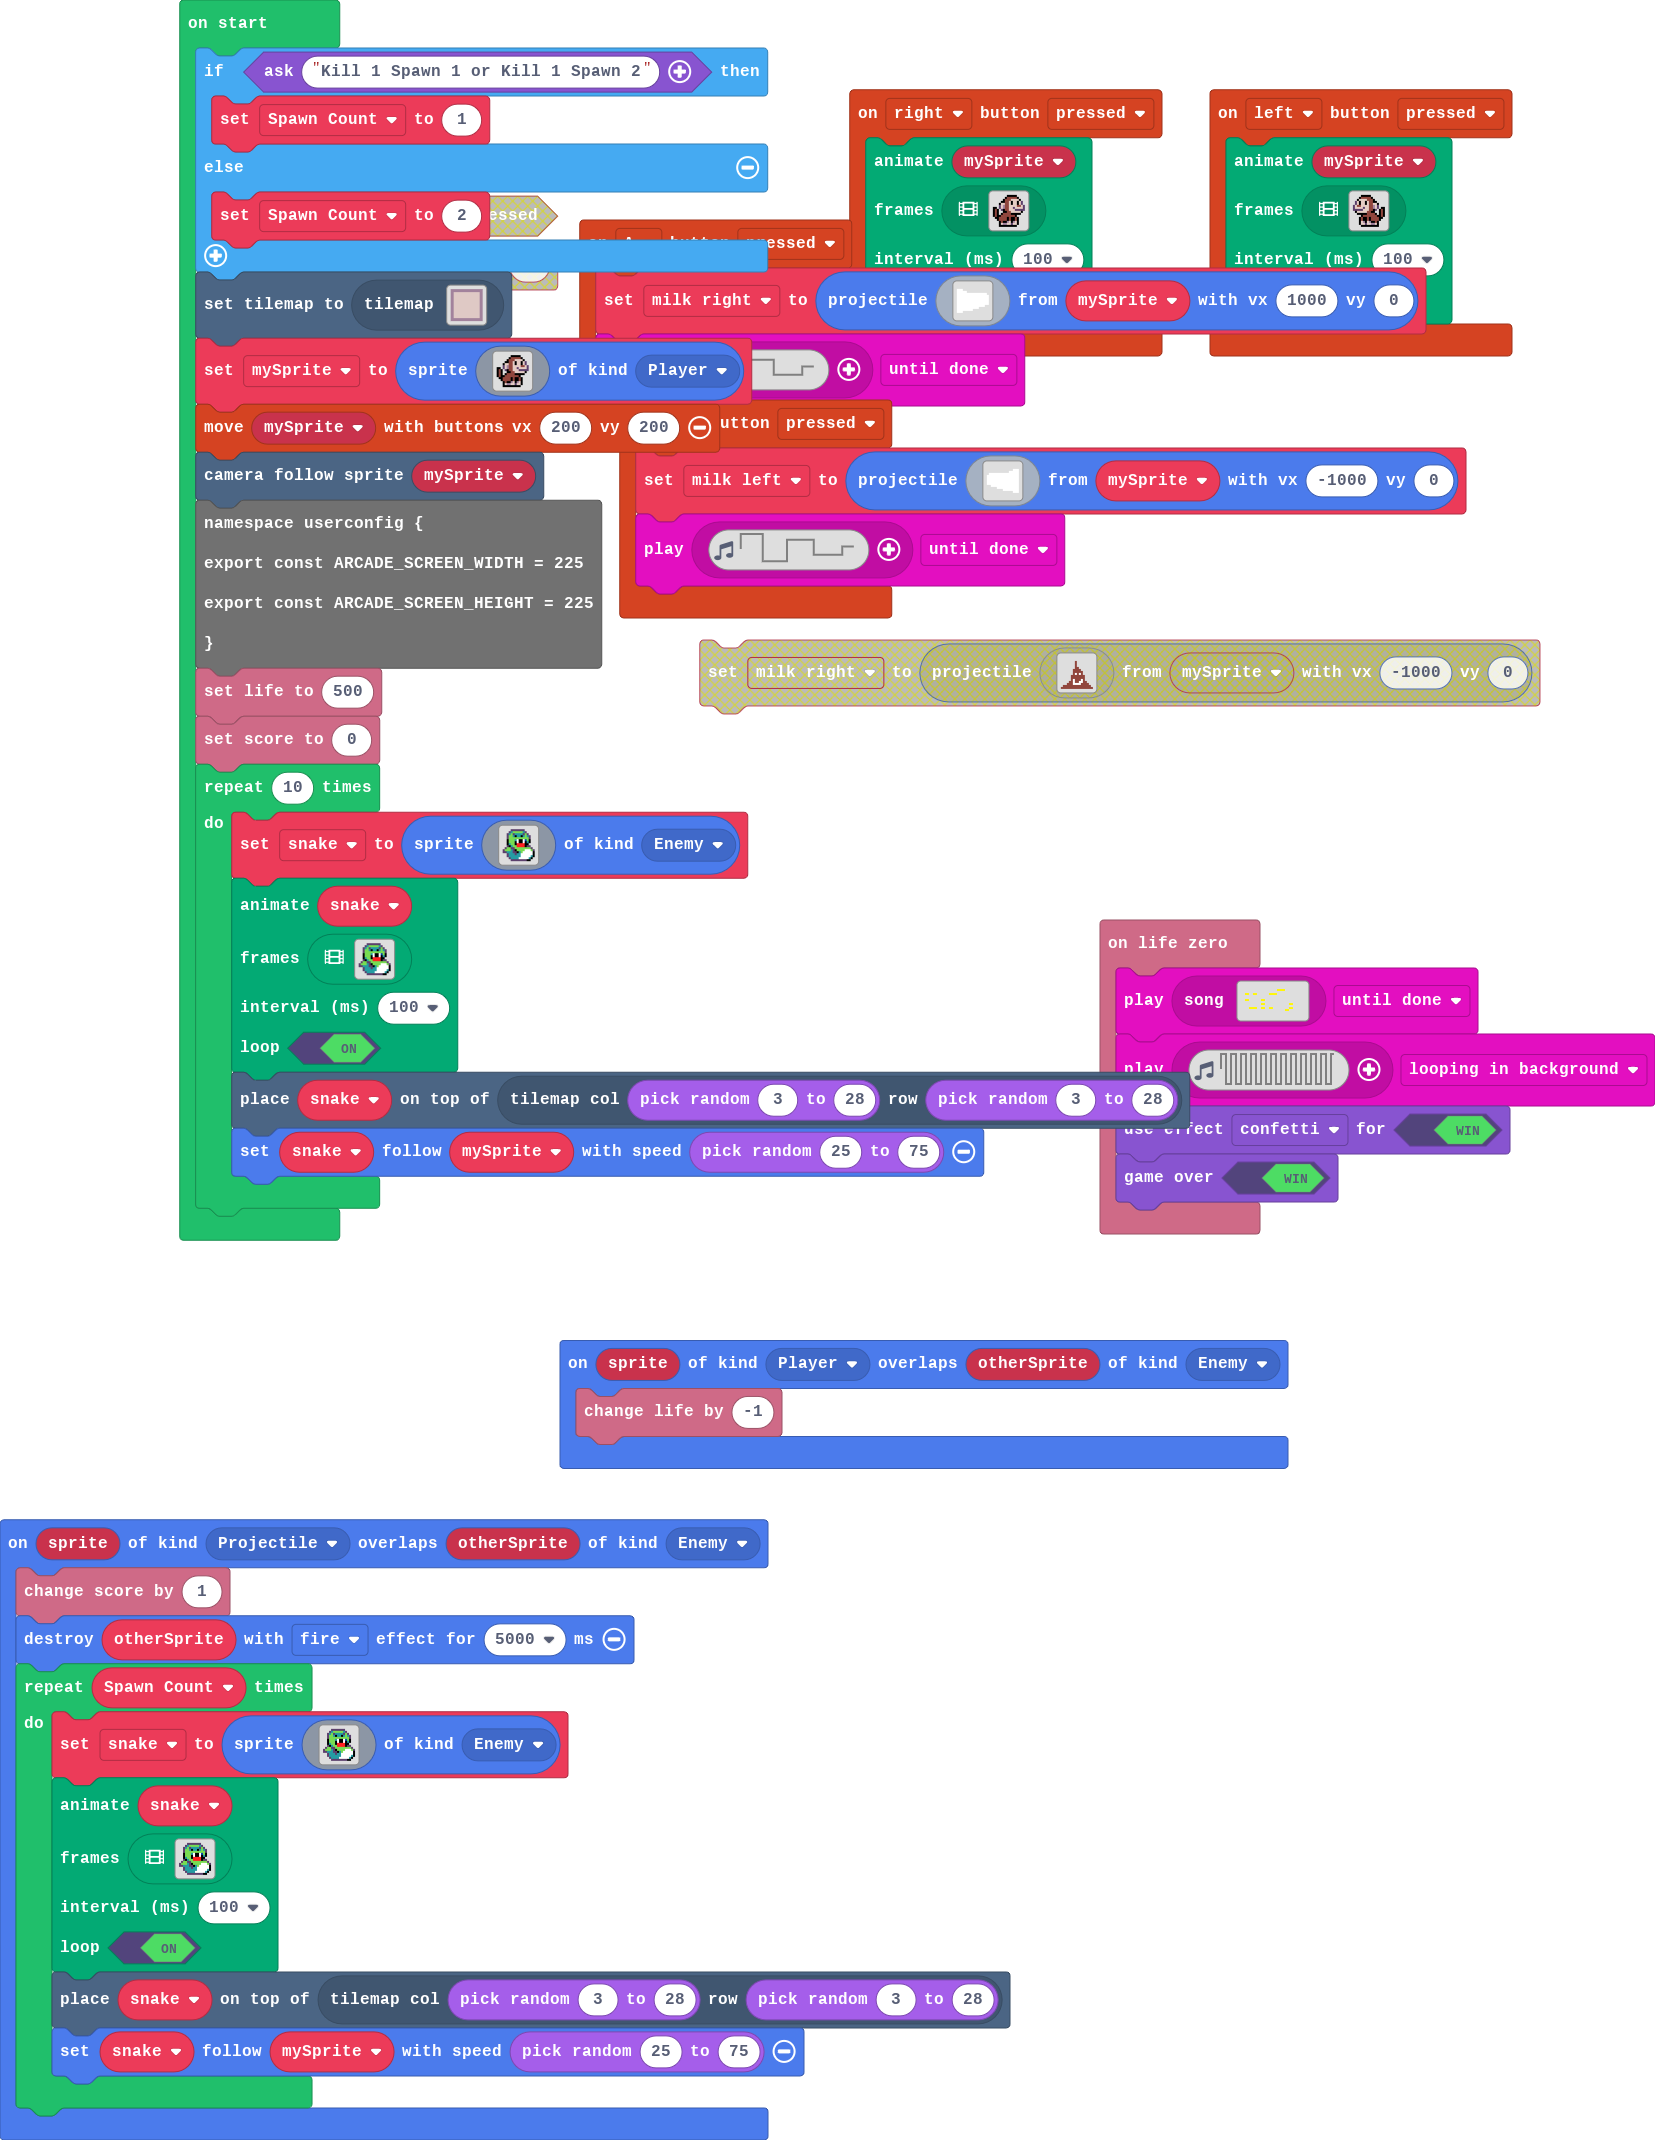 on start
if ask "Kill 1 Spawn 1 or Kill 1 Spawn 2" then
set Spawn Count to 1
else
set Spawn Count to 2
essed
set tilemap to tilemap
set mySprite to sprite of kind Player
move mySprite with buttons vx 200 vy 200
camera follow sprite mySprite
namespace userconfig {
export const ARCADE_SCREEN_WIDTH = 225
export const ARCADE_SCREEN_HEIGHT = 225
}
set life to 500
set score to 0
repeat 10 times
do
set snake to sprite of kind Enemy
animate snake
frames
interval (ms) 100
loop ON
place snake on top of tilemap col pick random 3 to 28 row pick random 3 to 28
set snake follow mySprite with speed pick random 25 to 75
on right button pressed
animate mySprite
frames
interval (ms) 100
on left button pressed
animate mySprite
frames
interval (ms) 100
button pressed
set milk right to projectile from mySprite with vx 1000 vy 0
until done
utton pressed
set milk left to projectile from mySprite with vx -1000 vy 0
play until done
set milk right to projectile from mySprite with vx -1000 vy 0
on life zero
play song until done
play looping in background
use effect confetti for WIN
game over WIN
on sprite of kind Player overlaps otherSprite of kind Enemy
change life by -1
on sprite of kind Projectile overlaps otherSprite of kind Enemy
change score by 1
destroy otherSprite with fire effect for 5000 ms
repeat Spawn Count times
do
set snake to sprite of kind Enemy
animate snake
frames
interval (ms) 100
loop ON
place snake on top of tilemap col pick random 3 to 28 row pick random 3 to 28
set snake follow mySprite with speed pick random 25 to 75